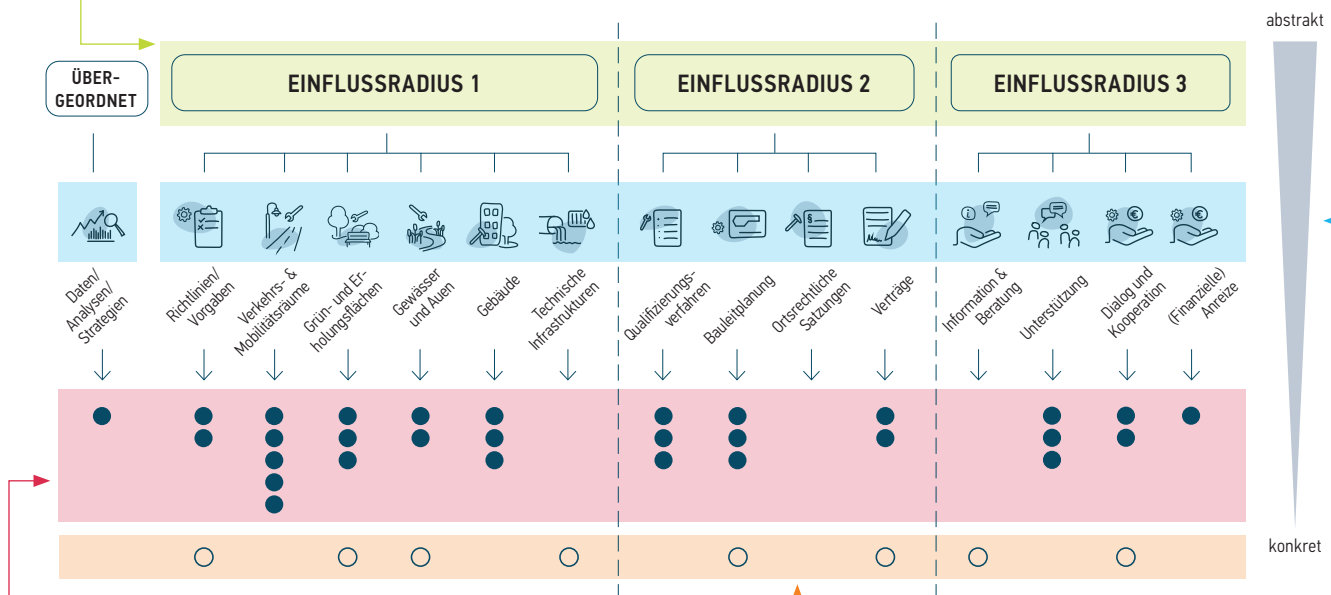 abstrakt
ÜBER-
GEORDNET
EINFLUSSRADIUS 1
EINFLUSSRADIUS 2
EINFLUSSRADIUS 3
Daten/
Analysen/
Strategien
Richtlinien/
Vorgaben
Verkehrs- &
Mobilitätsräume
Grün- und Er-
holungsflächen
Gewässer
und Auen
Gebäude
Technische
Infrastrukturen
Qualifizierungs-
verfahren
Bauleitplanung
Ortsrechtliche
Satzungen
Verträge
Information &
Beratung
Unterstützung
Dialog und
Kooperation
(Finanzielle)
Anreize
konkret